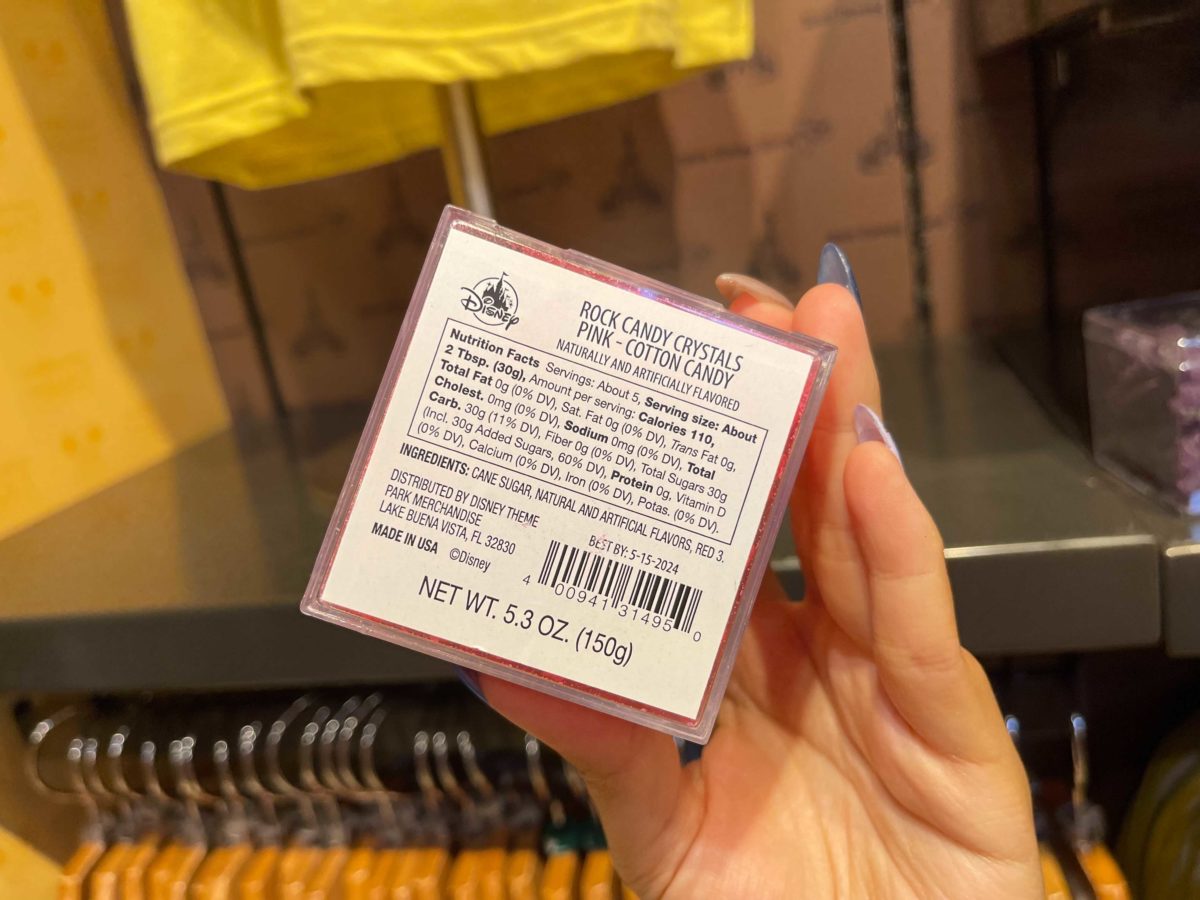 Disney
ROCK CANDY CRYSTALS
PINK - COTTON CANDY
NATURALLY AND ARTIFICIALLY FLAVORED
Nutrition Facts Servings: About 5, Serving size: About
2 Tbsp. (30g), Amount per serving: Calories 110,
Total Fat 0g (0% DV), Sat. Fat 0g (0% DV), Trans Fat 0g,
Cholest. 0mg (0% DV), Sodium 0mg (0% DV), Total
Carb. 30g (11% DV), Fiber 0g (0% DV), Total Sugars 30g
(Incl. 30g Added Sugars, 60% DV), Protein 0g, Vitamin D
(0% DV), Calcium (0% DV), Iron (0% DV), Potas. (0% DV).
INGREDIENTS: CANE SUGAR, NATURAL AND ARTIFICIAL FLAVORS, RED 3.
DISTRIBUTED BY DISNEY THEME
PARK MERCHANDISE
LAKE BUENA VISTA, FL 32830
MADE IN USA ©Disney
BEST BY: 5-15-2024
4 00941 31495 0
NET WT. 5.3 OZ. (150g)